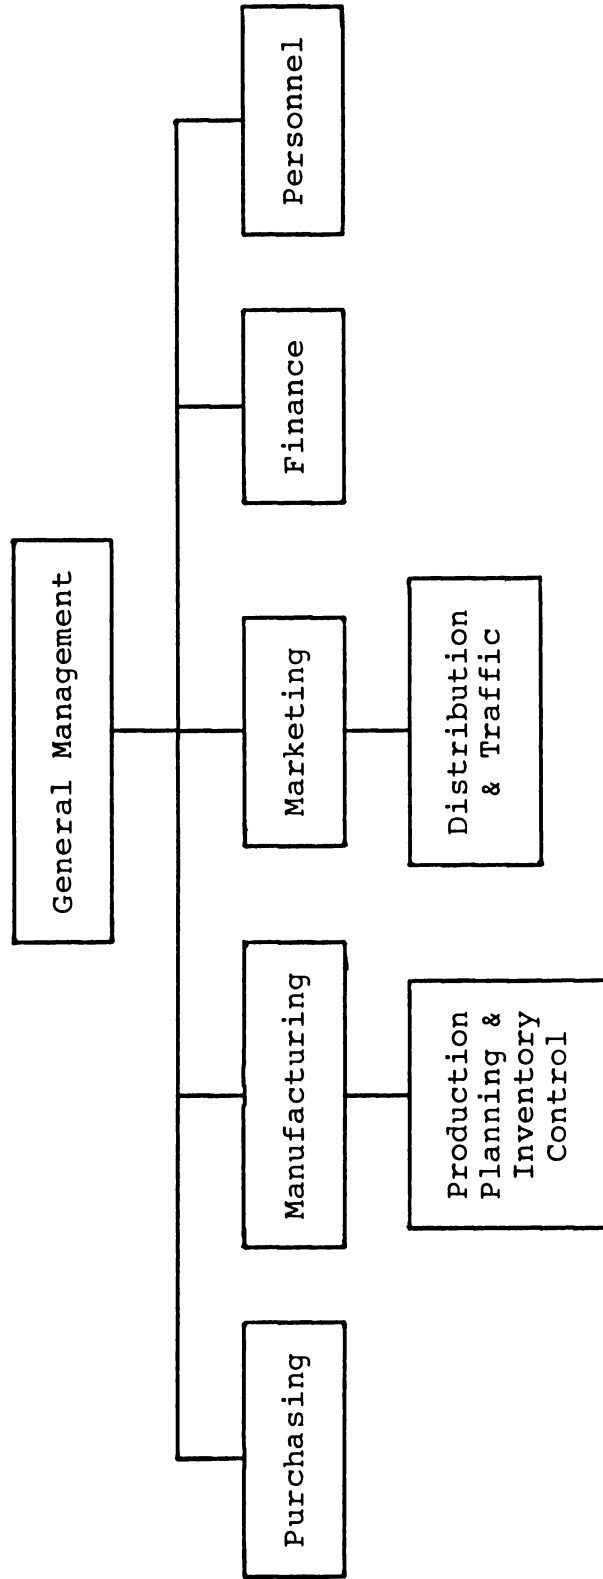 General Management
Purchasing
Manufacturing
Marketing
Finance
Personnel
Production
Planning &
Inventory
Control
Distribution
& Traffic